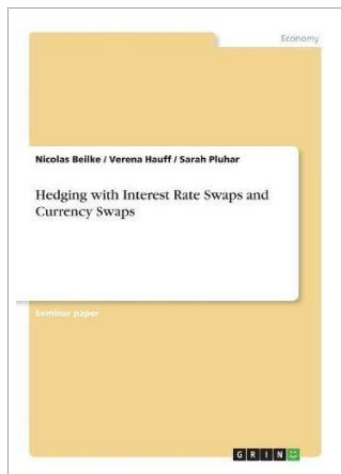 Economy
Nicolas Beilke / Verena Hauff / Sarah Pluhar
Hedging with Interest Rate Swaps and
Currency Swaps
Seminar paper
GRIN